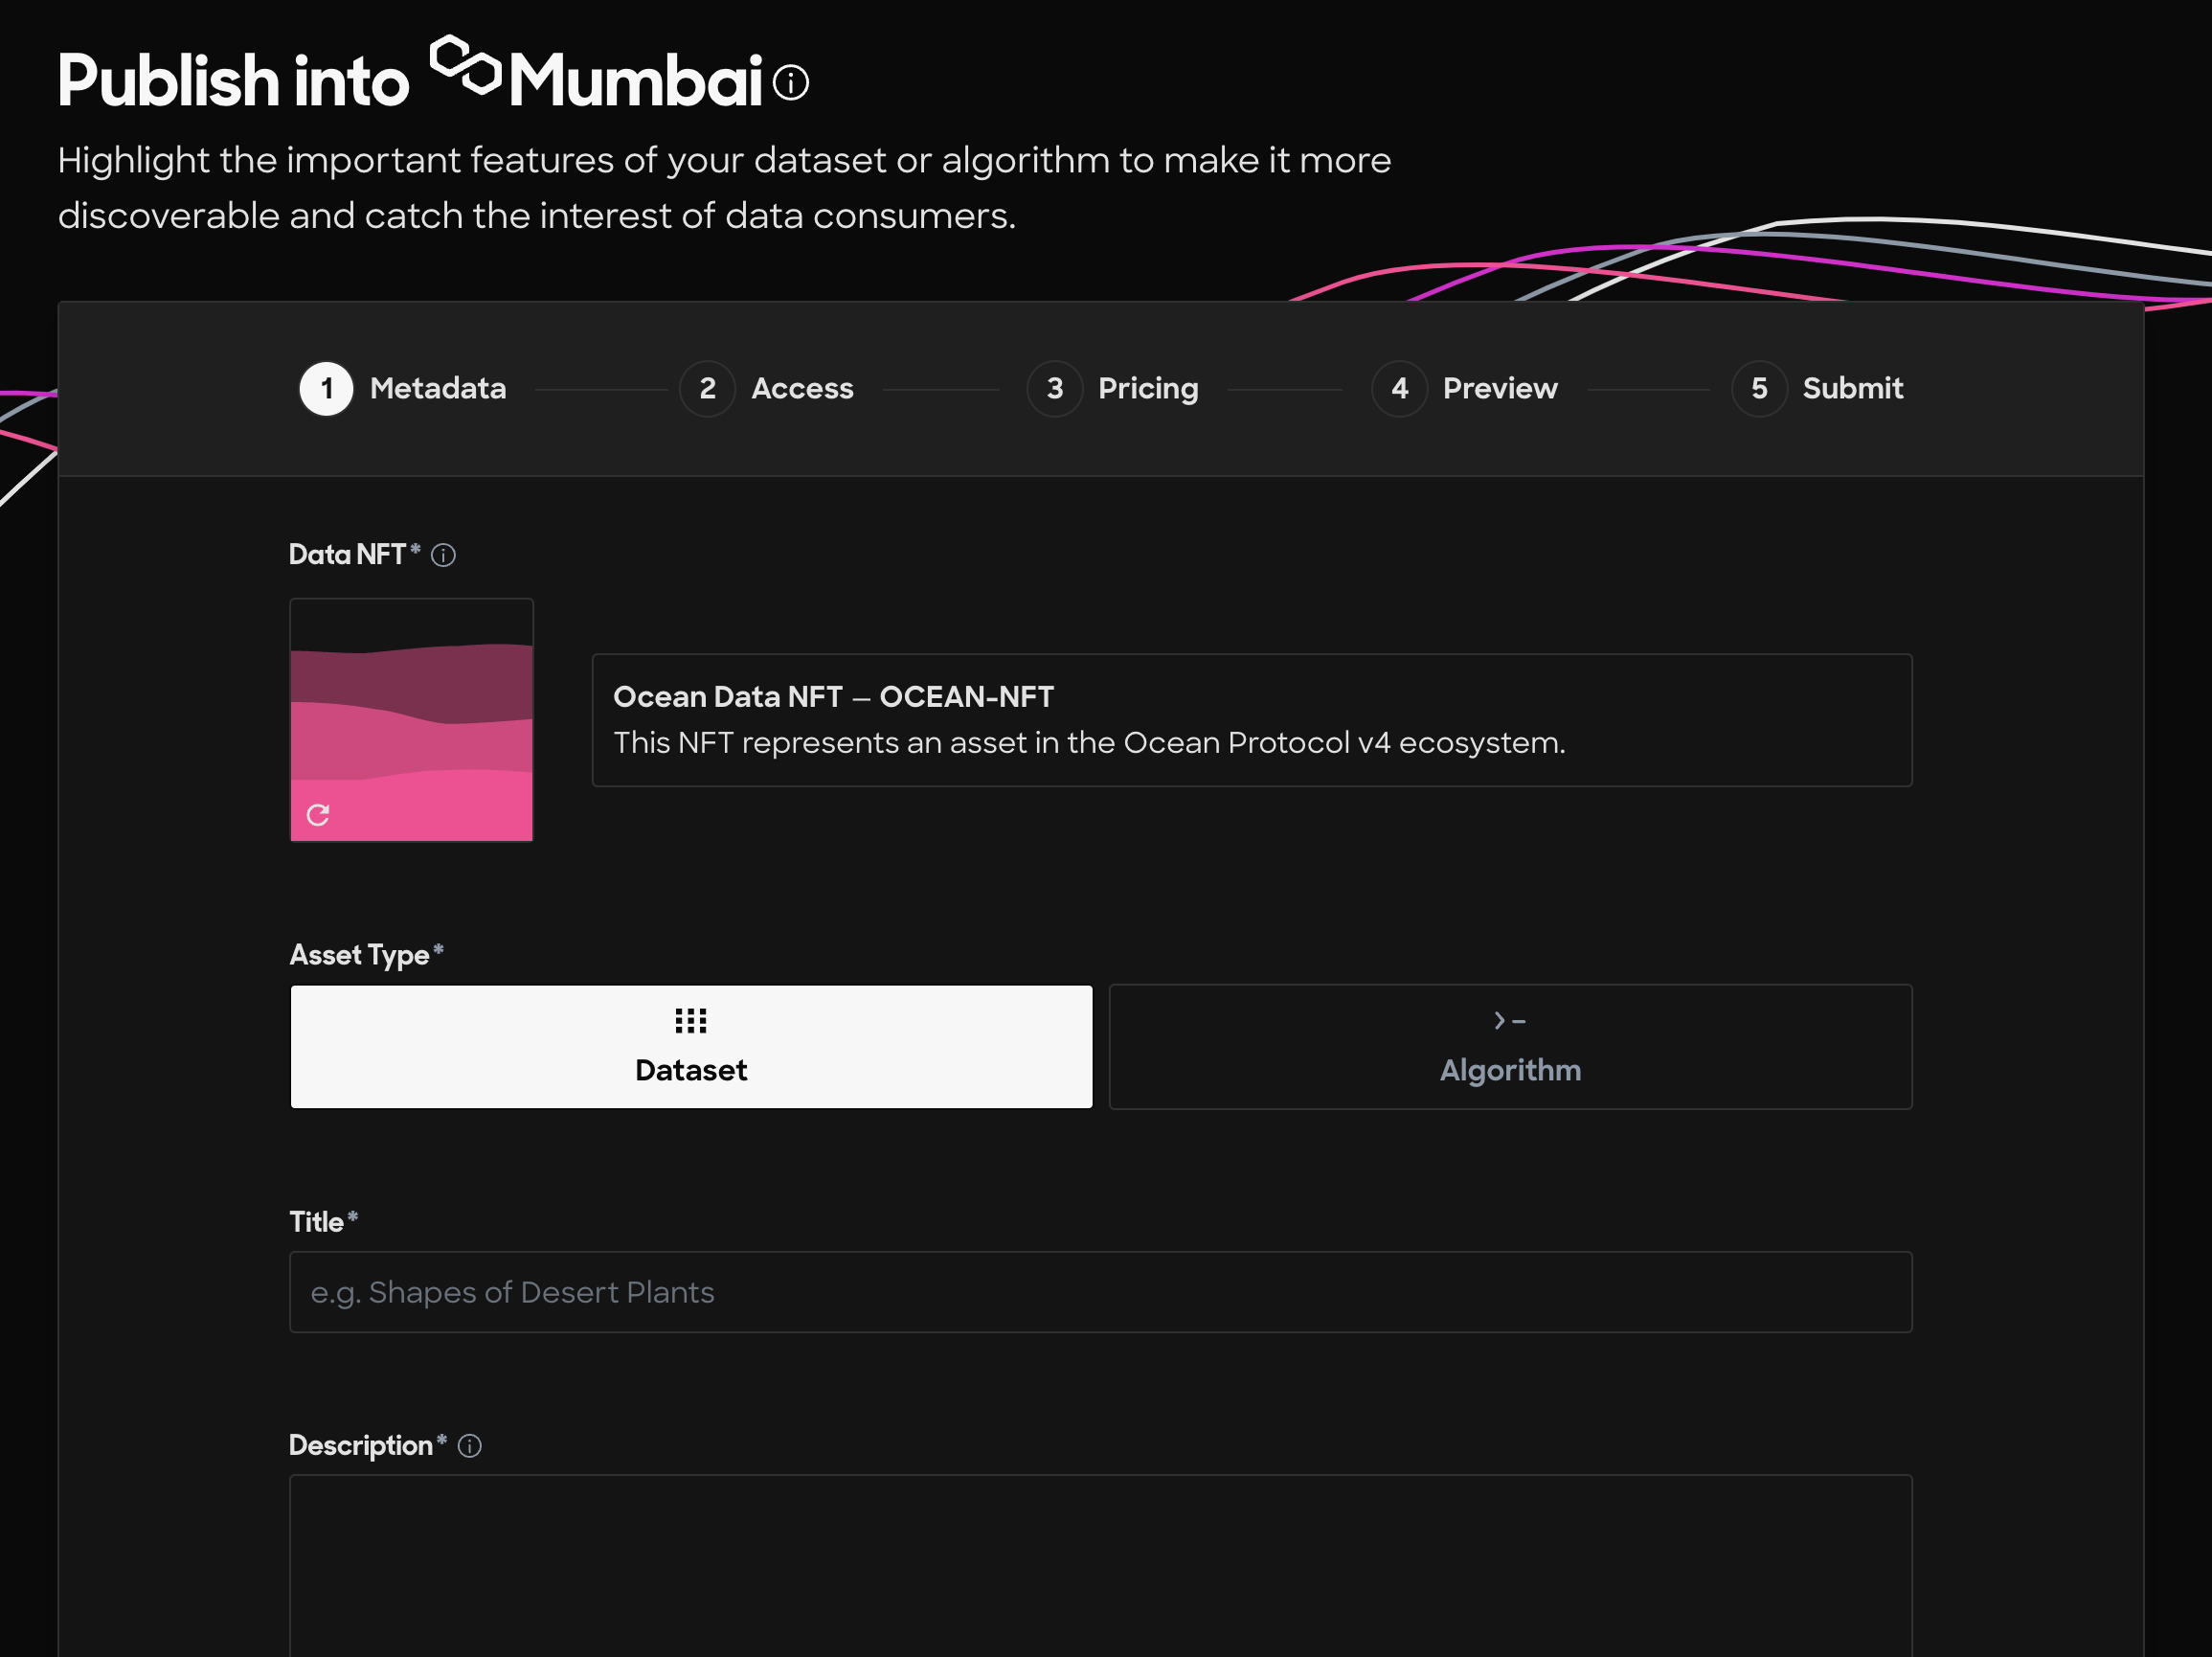 Publish into Mumbai
Highlight the important features of your dataset or algorithm to make it more
discoverable and catch the interest of data consumers.
1 Metadata 2 Access 3 Pricing 4 Preview 5 Submit
Data NFT*
Ocean Data NFT — OCEAN-NFT
This NFT represents an asset in the Ocean Protocol v4 ecosystem.
Asset Type*
Dataset Algorithm
Title*
e.g. Shapes of Desert Plants
Description*